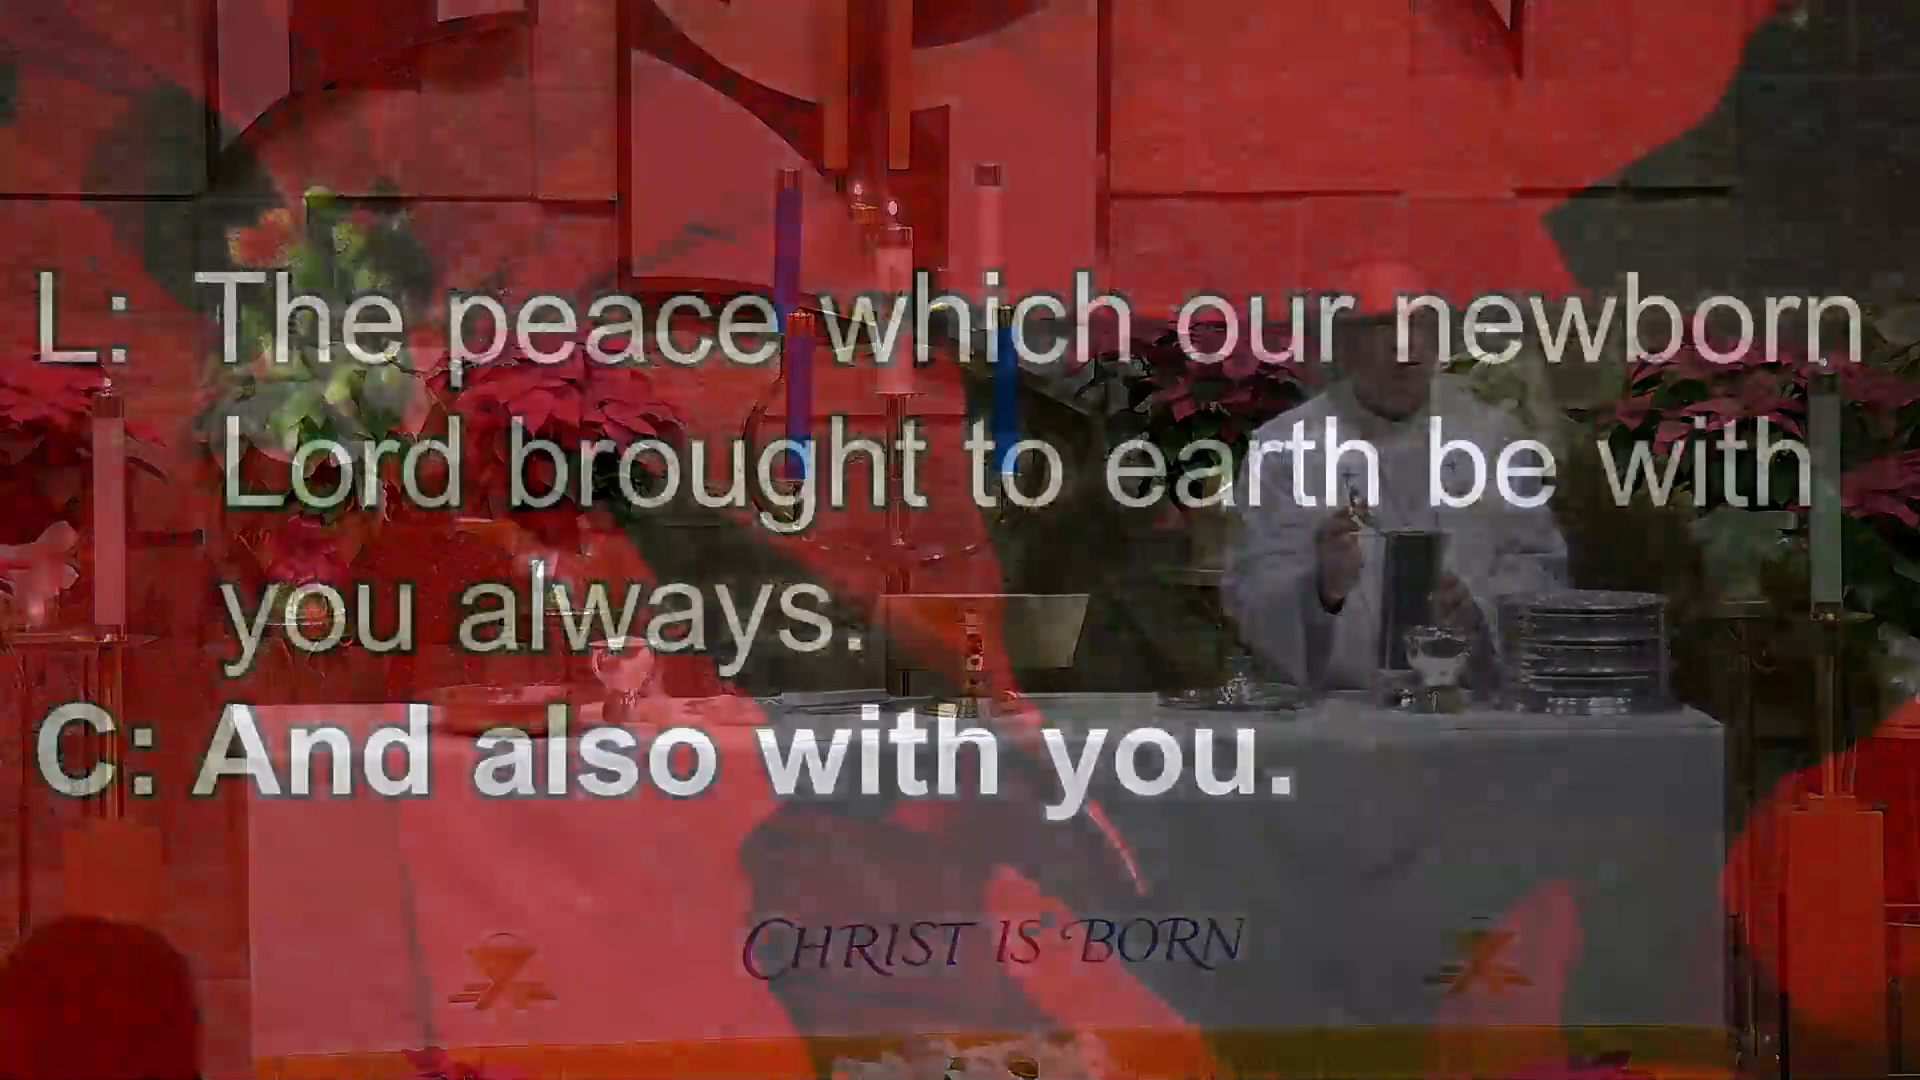 L: The peace which our newborn
Lord brought to earth be with
you always.
C: And also with you.
CHRIST IS BORN